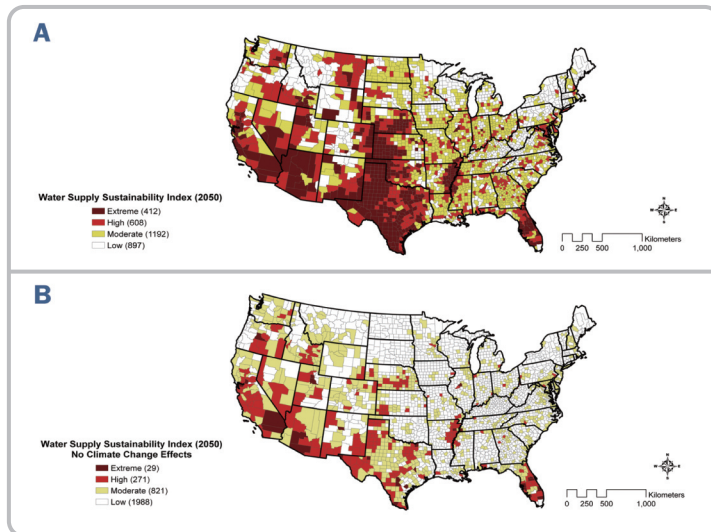 A
Water Supply Sustainability Index (2050)
Extreme (412)
High (608)
Moderate (1192)
Low (897)
N
W E
S
Kilometers
0 250 500 1,000
B
Water Supply Sustainability Index (2050)
No Climate Change Effects
Extreme (29)
High (271)
Moderate (821)
Low (1988)
N
W E
S
Kilometers
0 250 500 1,000